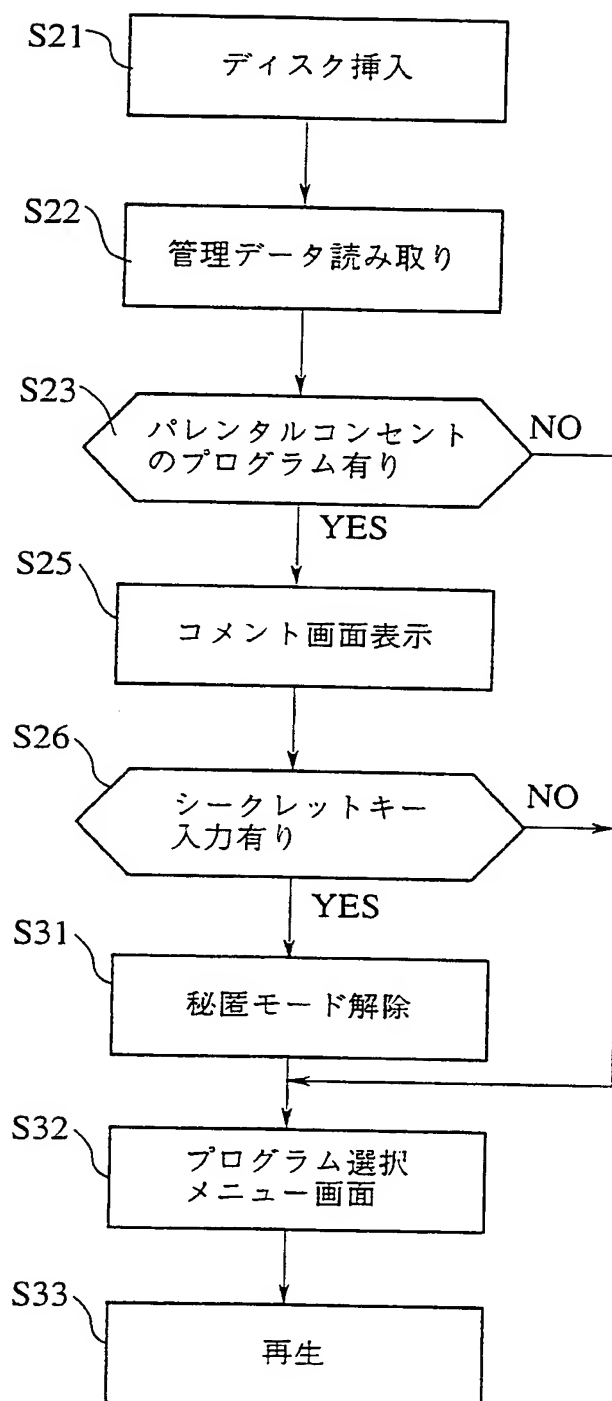 S21
ディスク挿入
S22
管理データ読み取り
S23
パレンタルコンセント
のプログラム有り
NO
YES
S25
コメント画面表示
S26
シークレットキー
入力有り
NO
YES
S31
秘匿モード解除
S32
プログラム選択
メニュー画面
S33
再生